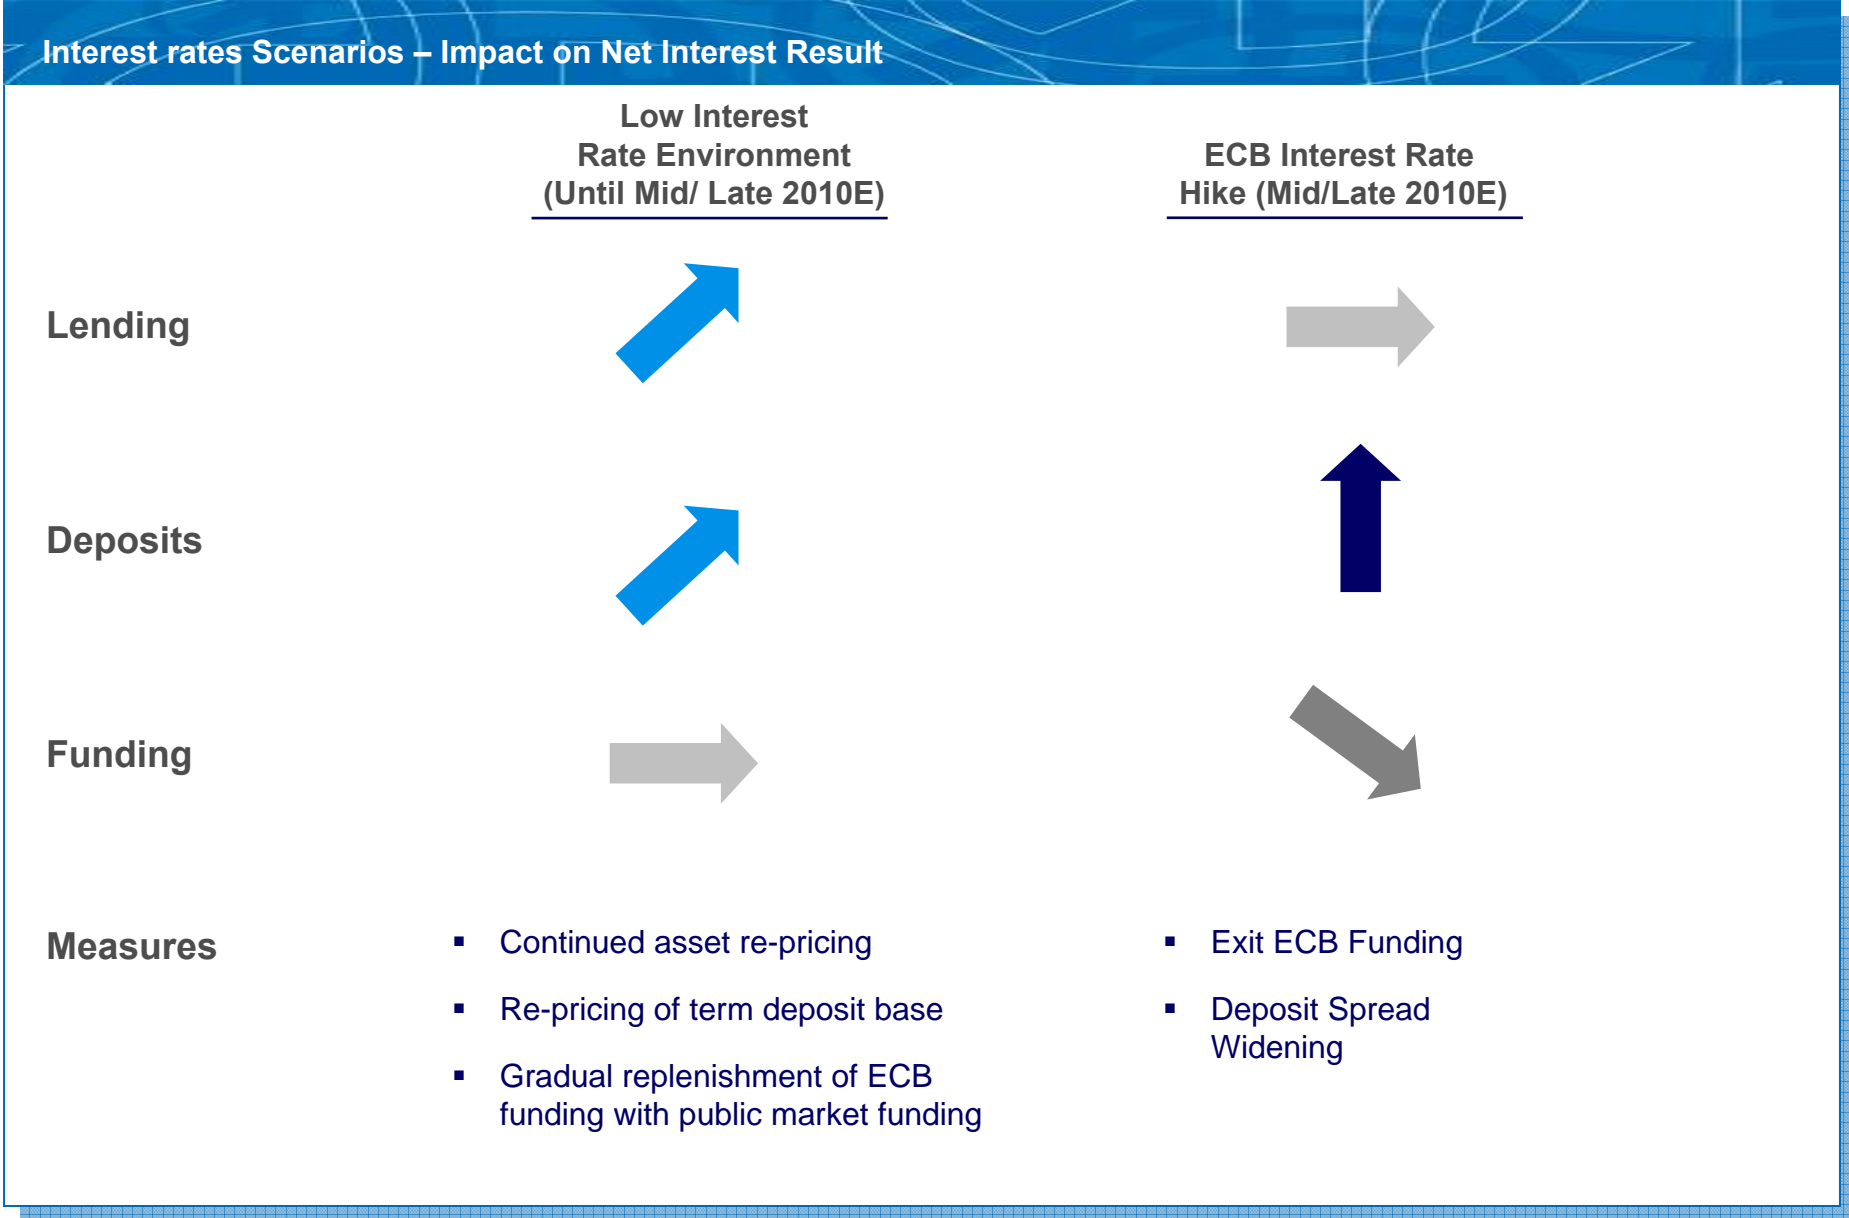 Interest rates Scenarios – Impact on Net Interest Result
Low Interest
Rate Environment
(Until Mid/ Late 2010E)
ECB Interest Rate
Hike (Mid/Late 2010E)
Lending
Deposits
Funding
Measures
▪ Continued asset re-pricing
▪ Re-pricing of term deposit base
▪ Gradual replenishment of ECB
funding with public market funding
▪ Exit ECB Funding
▪ Deposit Spread
Widening